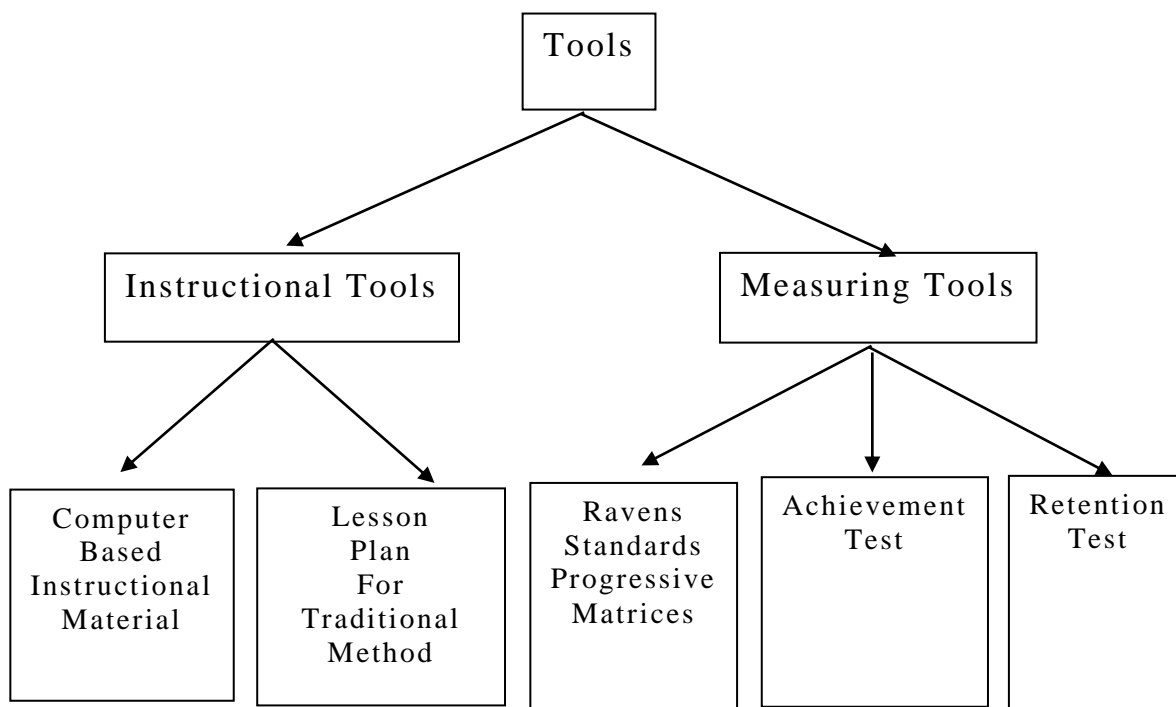 Tools
Instructional Tools
Measuring Tools
Computer
Based
Instructional
Material
Lesson
Plan
For
Traditional
Method
Ravens
Standards
Progressive
Matrices
Achievement
Test
Retention
Test